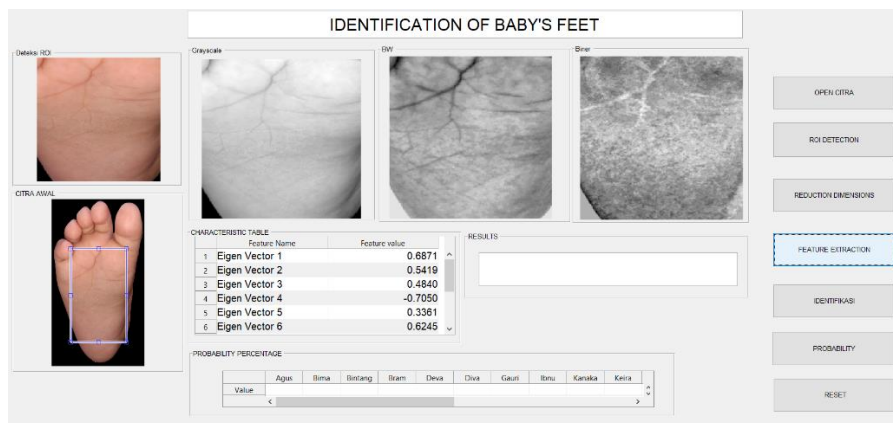 IDENTIFICATION OF BABY'S FEET
Deteksi ROI
Grayscale
BW
Biner
OPEN CITRA
ROI DETECTION
REDUCTION DIMENSIONS
FEATURE EXTRACTION
IDENTIFIKASI
PROBABILITY
RESET
CITRA AWAL
CHARACTERISTIC TABLE
Feature Name Feature value
1 Eigen Vector 1 0.6871
2 Eigen Vector 2 0.5419
3 Eigen Vector 3 0.4840
4 Eigen Vector 4 -0.7050
5 Eigen Vector 5 0.3361
6 Eigen Vector 6 0.6245
RESULTS
PROBABILITY PERCENTAGE
Agus Bima Bintang Bram Deva Diva Gauri Ibnu Kanaka Keira
Value